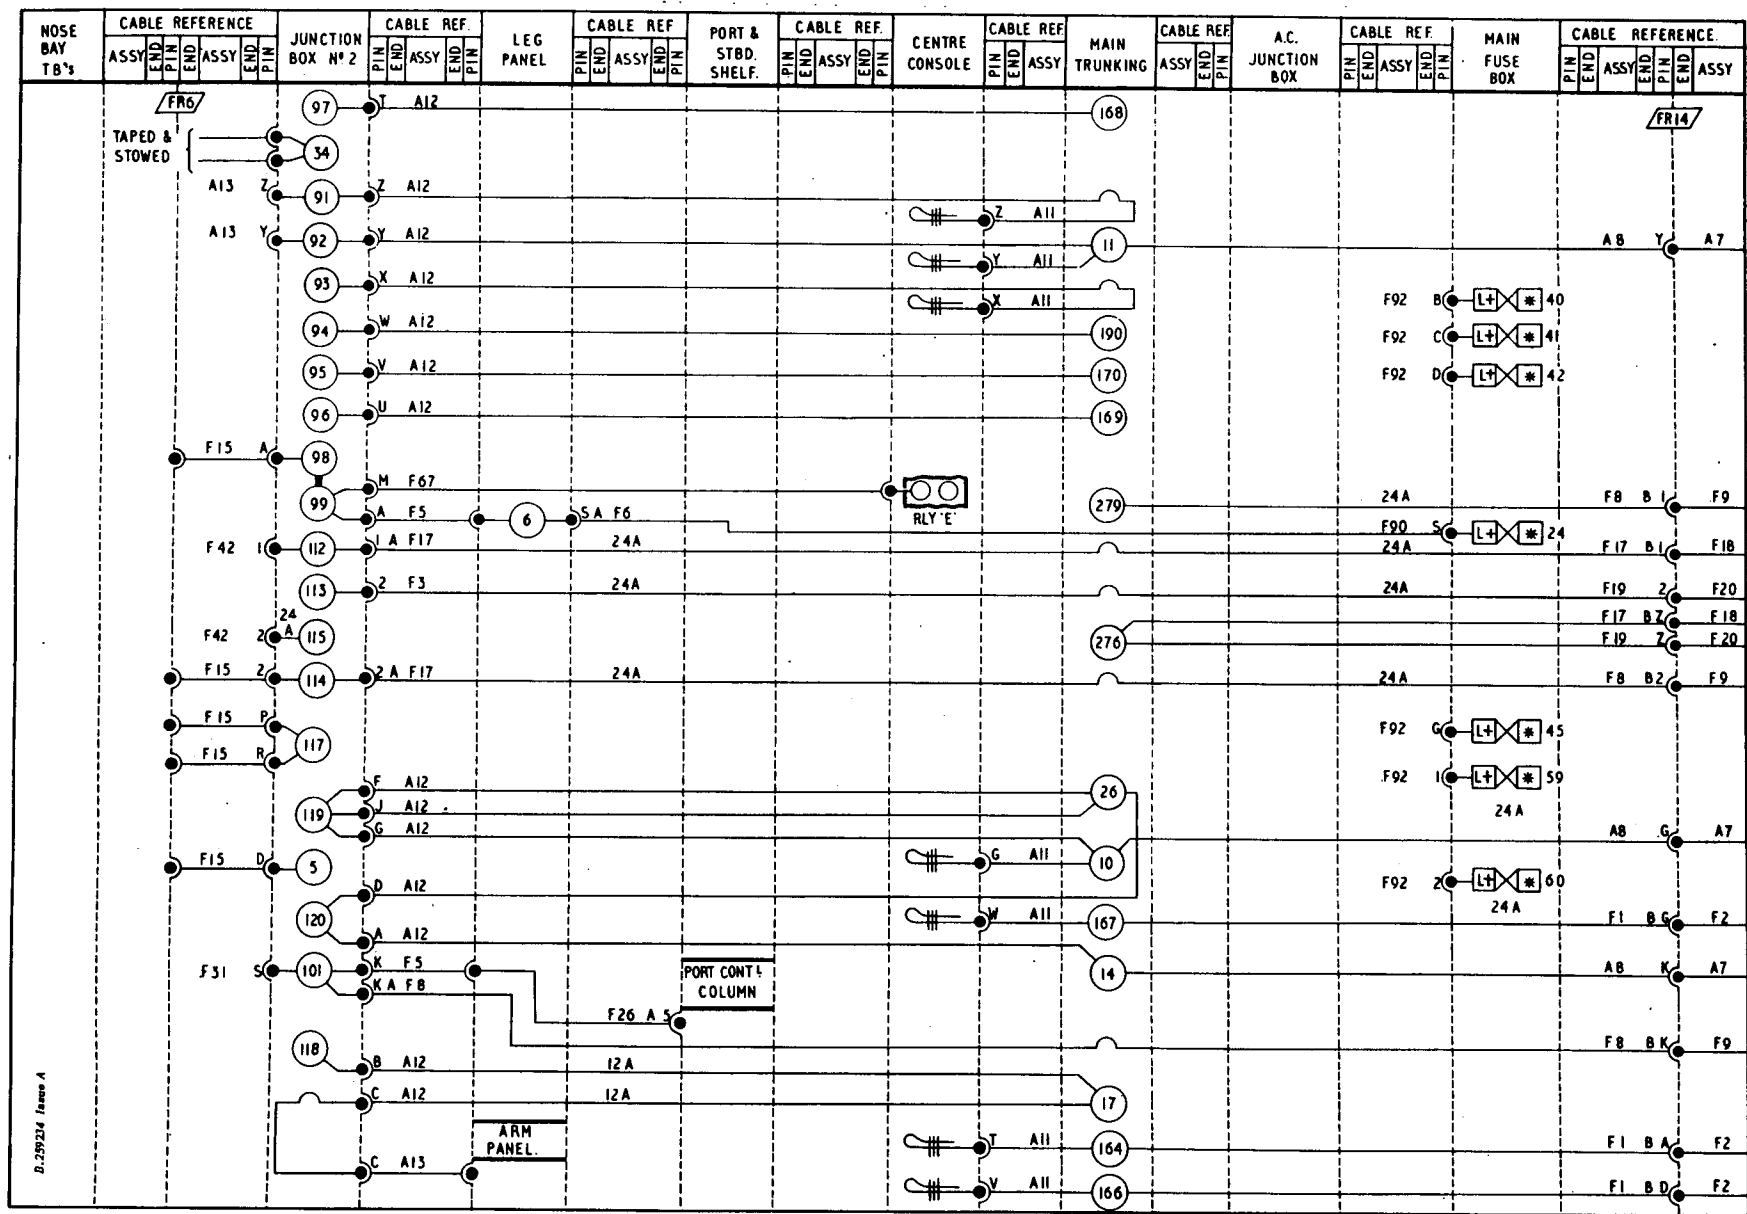 NOSE BAY TB's
CABLE REFERENCE
ASSY END PIN END ASSY END PIN
JUNCTION BOX Nº 2
CABLE REF.
PIN END ASSY END PIN
LEG PANEL
CABLE REF
PIN END ASSY END PIN
PORT & STBD. SHELF.
CABLE REF.
PIN END ASSY END PIN
CENTRE CONSOLE
CABLE REF
PIN END ASSY
MAIN TRUNKING
CABLE REF
ASSY END PIN
A.C. JUNCTION BOX
CABLE REF.
PIN END ASSY END PIN
MAIN FUSE BOX
CABLE REFERENCE.
PIN END ASSY END PIN END ASSY
FR6
97 T A12 168
FR14
TAPED & STOWED
34
A13 Z 91 Z A12
Z A11
A13 Y 92 Y A12 11 A8 Y A7
Y A11
93 X A12
X A11
F92 B L+ * 40
94 W A12 190
F92 C L+ * 41
95 V A12 170
F92 D L+ * 42
96 U A12 169
F15 A 98
M F67
RLY 'E'
99
279 24A F8 B 1 F9
A F5 6 S A F6
F90 S L+ * 24
F42 1 112 1 A F17 24A 24A F17 B1 F18
113 2 F3 24A 24A F19 2 F20
F17 BZ F18
F42 2 24 A 115
276
F19 Z F20
F15 2 114 2 A F17 24A 24A F8 B2 F9
F15 P
F92 G L+ * 45
117
F15 R
F92 1 L+ * 59
24A
F A12 26
119 J A12
G A12
A8 G A7
F15 D 5
G A11 10
F92 2 L+ * 60
24A
D A12
120
W A11 167 F1 B G F2
A A12
F31 S 101 K F5
PORT CONTL COLUMN
14 A8 K A7
K A F8
F26 A 5
118
F8 B K F9
B A12 12A
C A12 12A 17
ARM PANEL.
T A11 164 F1 B A F2
C A13
V A11 166 F1 B D F2
D.259234 Issue A